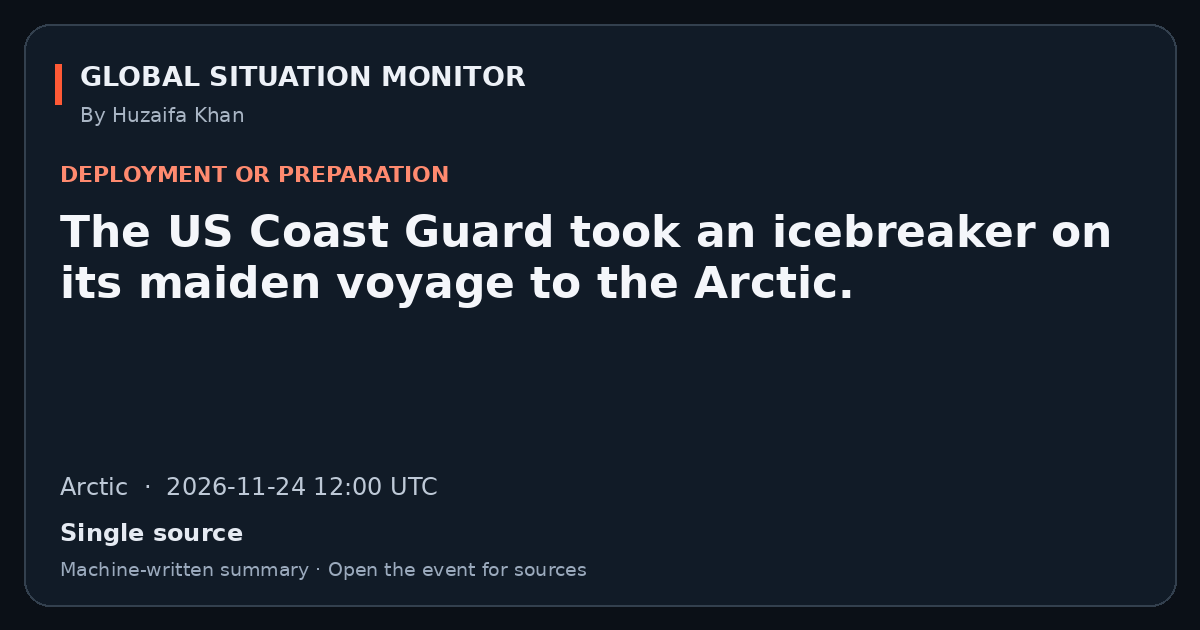 GLOBAL SITUATION MONITOR
By Huzaifa Khan
DEPLOYMENT OR PREPARATION
The US Coast Guard took an icebreaker on
its maiden voyage to the Arctic.
Arctic · 2026-11-24 12:00 UTC
Single source
Machine-written summary · Open the event for sources